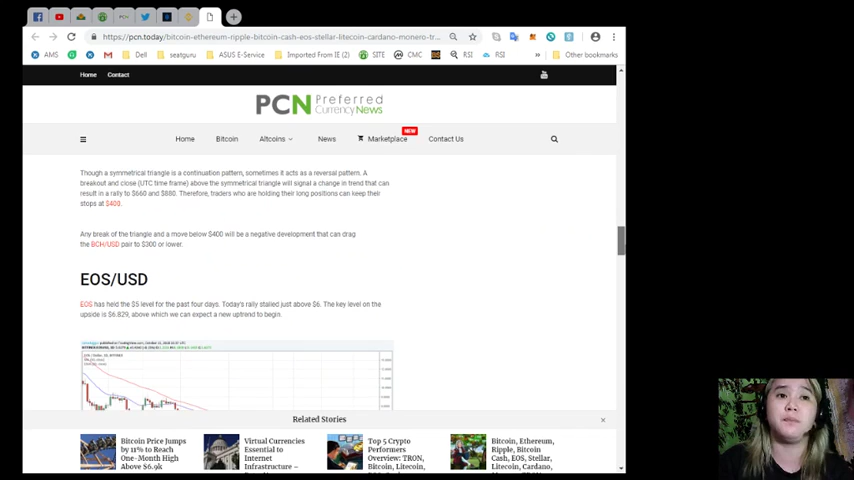 https://pcn.today/bitcoin-ethereum-ripple-bitcoin-cash-eos-stellar-litecoin-cardano-monero-tr...
AMS
Dell
seatguru
ASUS E-Service
Imported From IE (2)
SITE
CMC
RSI
RSI
»
Other bookmarks
Home
Contact
PCN Preferred
Currency News
NEW
Home
Bitcoin
Altcoins
News
Marketplace
Contact Us
Though a symmetrical triangle is a continuation pattern, sometimes it acts as a reversal pattern. A
breakout and close (UTC time frame) above the symmetrical triangle will signal a change in trend that can
result in a rally to $660 and $880. Therefore, traders who are holding their long positions can keep their
stops at $400.
Any break of the triangle and a move below $400 will be a negative development that can drag
the BCH/USD pair to $300 or lower.
EOS/USD
EOS has held the $5 level for the past four days. Today's rally stalled just above $6. The key level on the
upside is $6.829, above which we can expect a new uptrend to begin.
Related Stories
Bitcoin Price Jumps
by 11% to Reach
One-Month High
Above $6.9k
Virtual Currencies
Essential to
Internet
Infrastructure –
Top 5 Crypto
Performers
Overview: TRON,
Bitcoin, Litecoin,
Bitcoin, Ethereum,
Ripple, Bitcoin
Cash, EOS, Stellar,
Litecoin, Cardano,